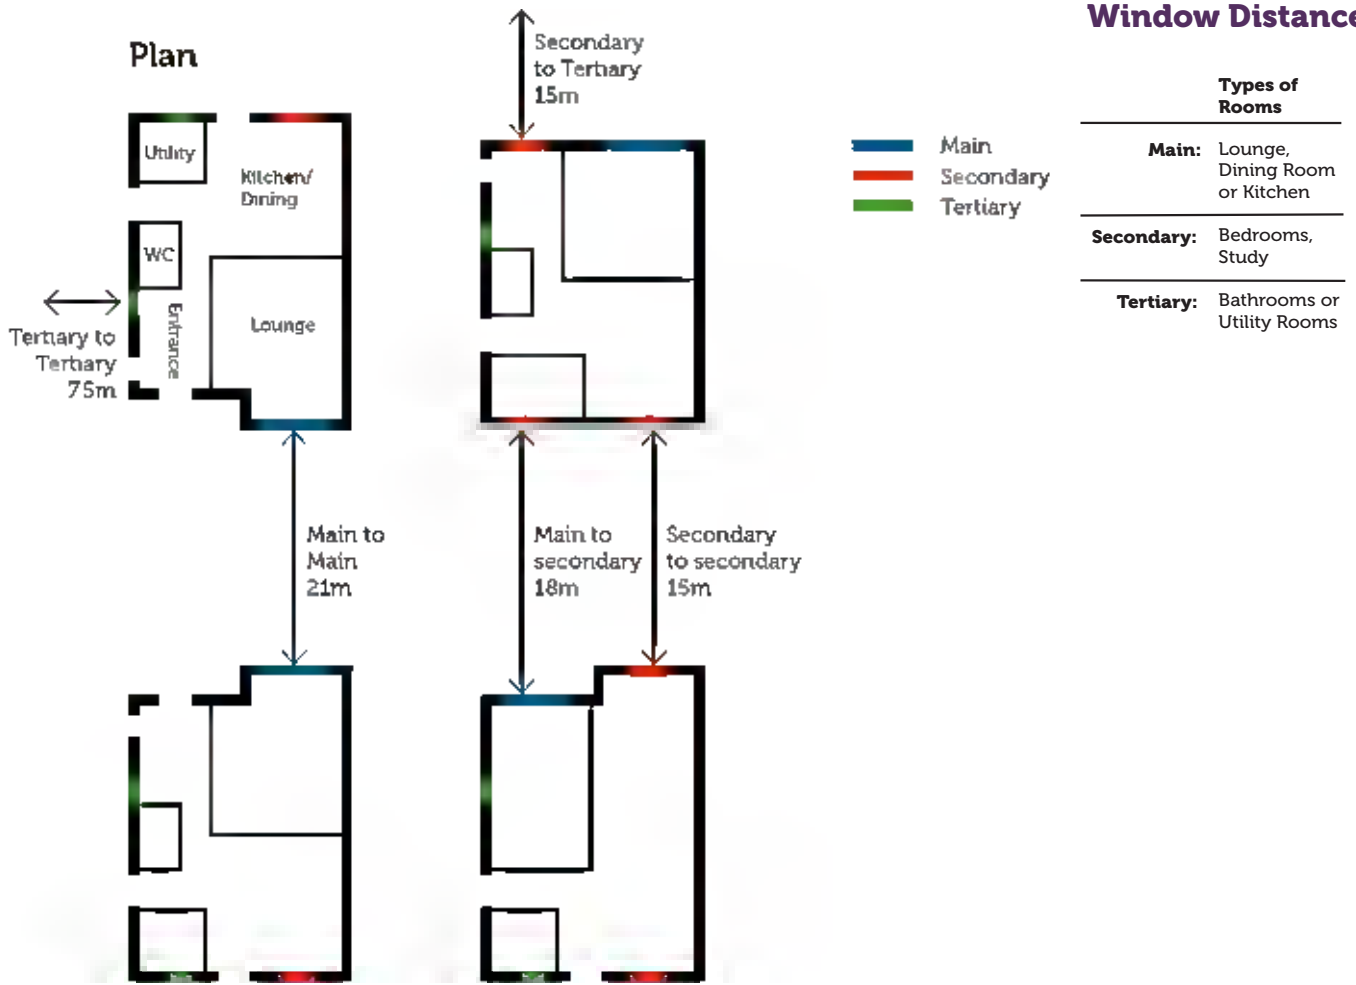 Window Distance
Plan
Secondary
to Tertiary
15m
Types of
Rooms
Main: Lounge,
Dining Room
or Kitchen
Secondary: Bedrooms,
Study
Tertiary: Bathrooms or
Utility Rooms
Main
Secondary
Tertiary
Utility
Kitchen/
Dining
WC
Entrance
Lounge
Tertiary to
Tertiary
75m
Main to
Main
21m
Main to
secondary
18m
Secondary
to secondary
15m